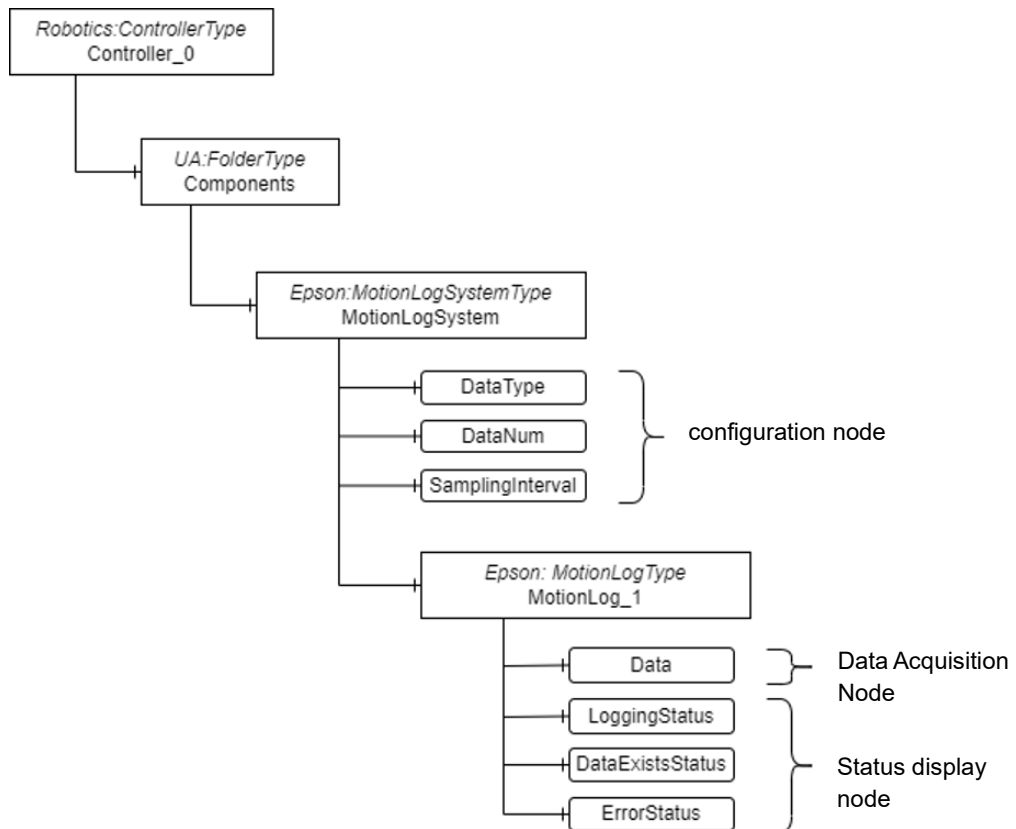 Robotics:ControllerType
Controller_0
UA:FolderType
Components
Epson:MotionLogSystemType
MotionLogSystem
DataType
DataNum
SamplingInterval
configuration node
Epson: MotionLogType
MotionLog_1
Data
Data Acquisition
Node
LoggingStatus
DataExistsStatus
ErrorStatus
Status display
node